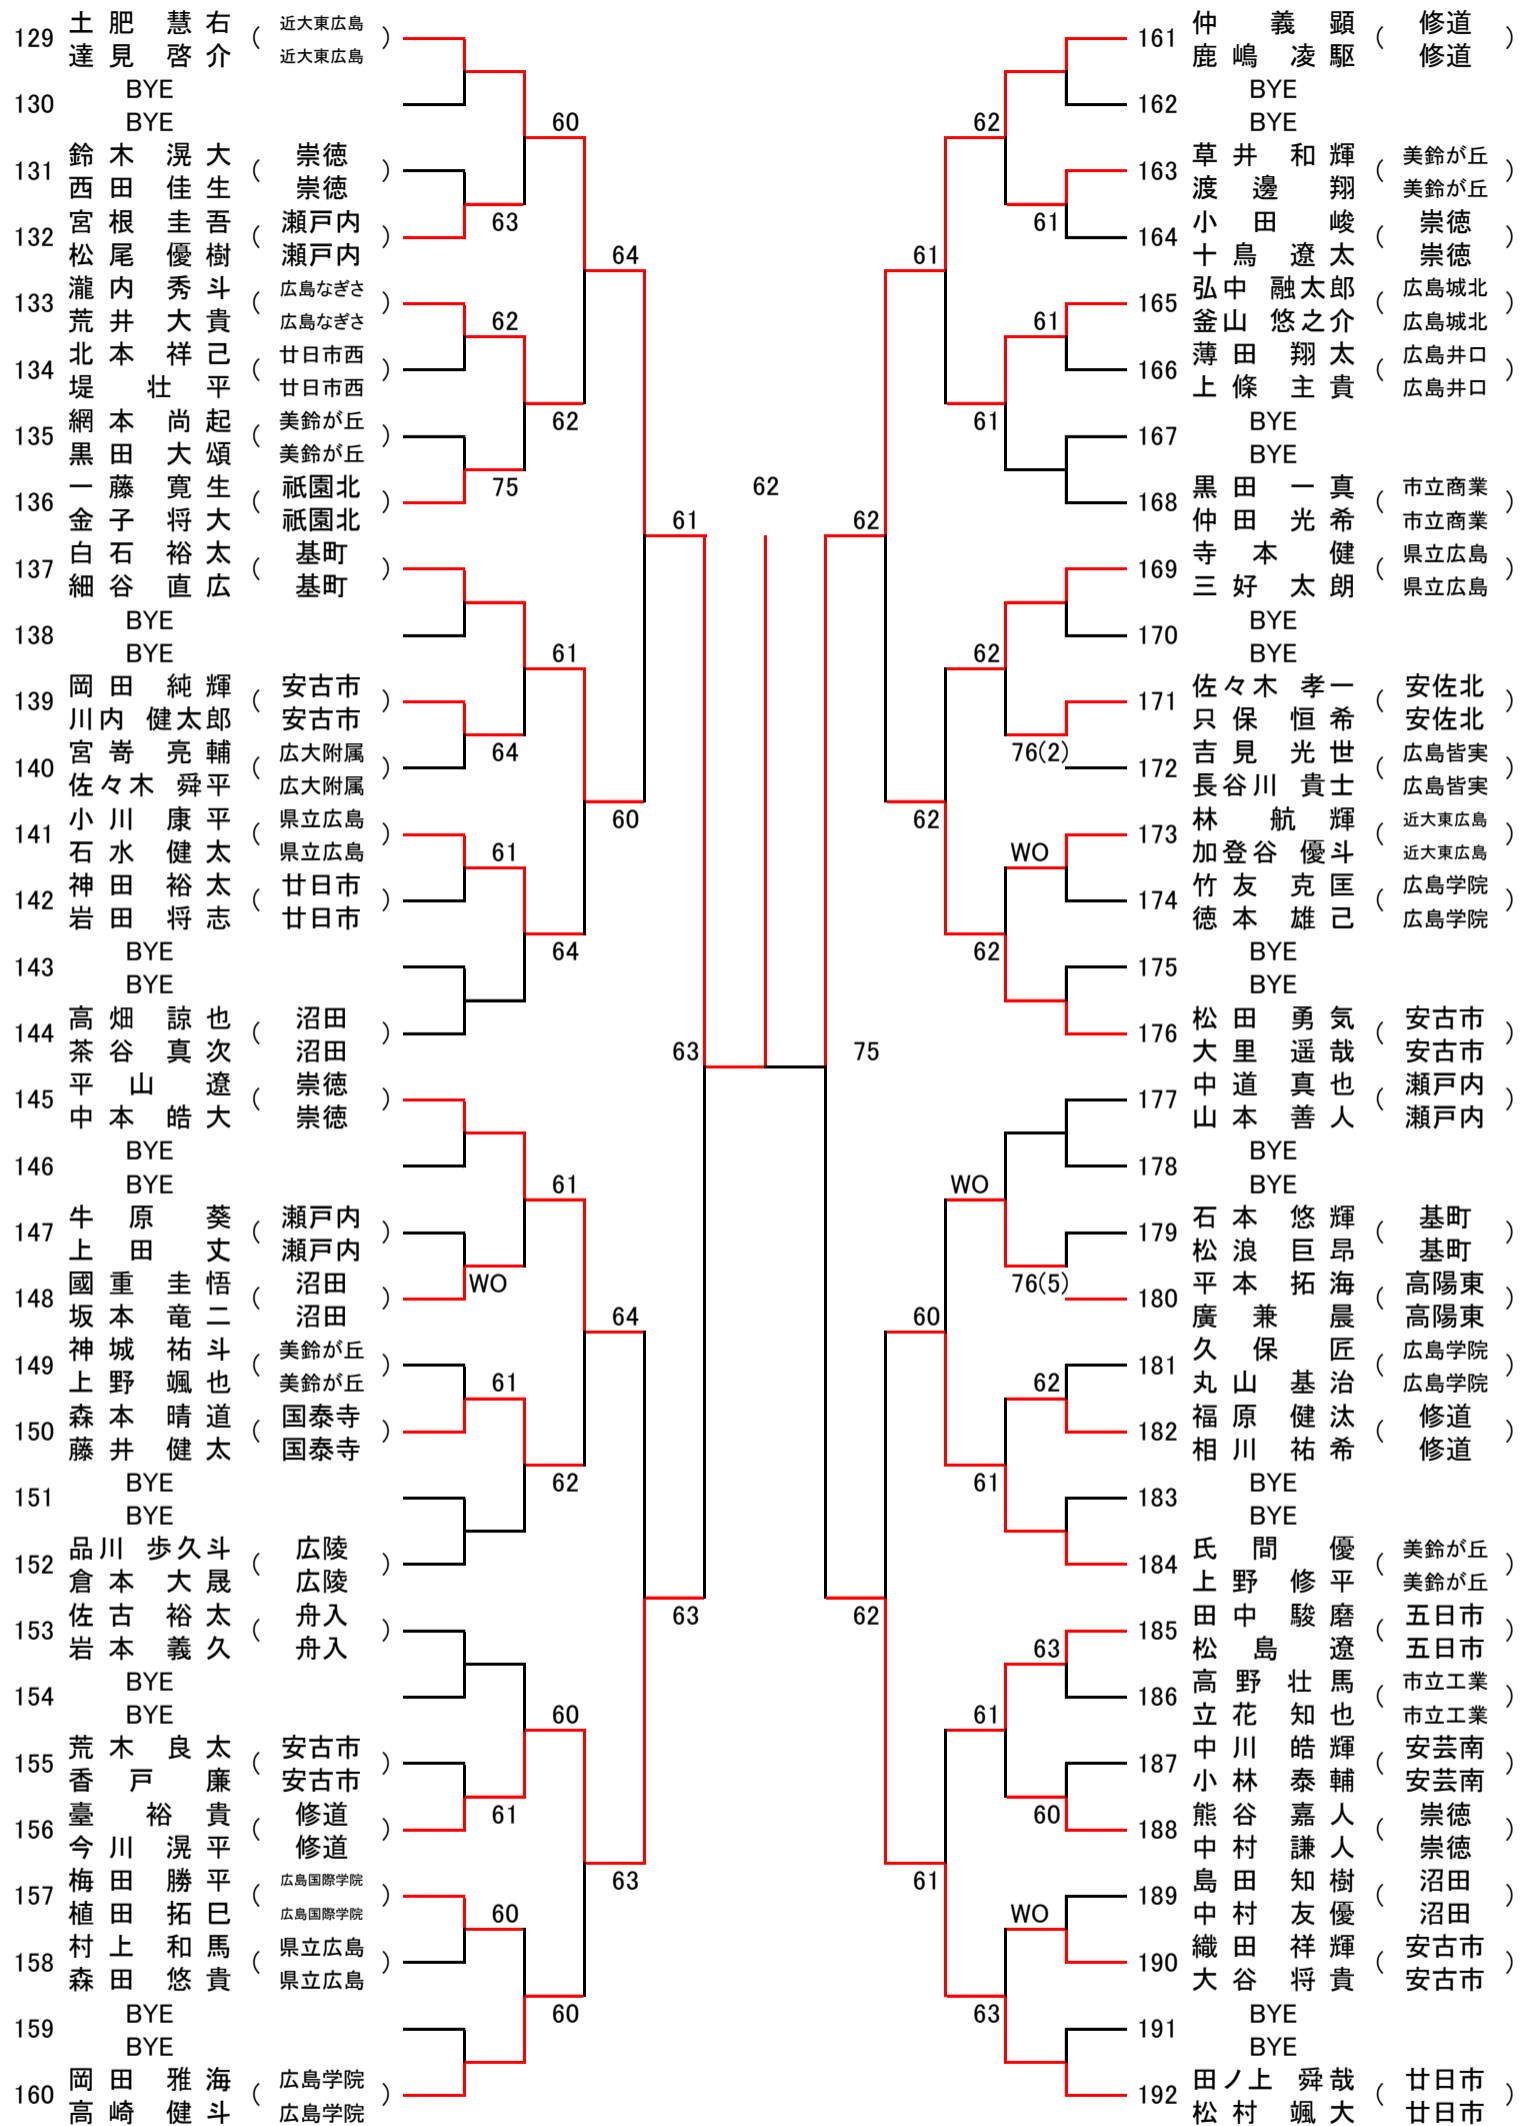 129 土肥 慧右 ( 近大東広島 )
達見 啓介 近大東広島
130 BYE
BYE
60
131 鈴木 滉大 ( 崇徳 )
西田 佳生 崇徳
63
132 宮根 圭吾 ( 瀬戸内 )
松尾 優樹 瀬戸内
64
133 瀧内 秀斗 ( 広島なぎさ )
荒井 大貴 広島なぎさ
62
134 北本 祥己 ( 廿日市西 )
堤 壮平 廿日市西
62
135 網本 尚起 ( 美鈴が丘 )
黒田 大頌 美鈴が丘
75
136 一藤 寛生 ( 祇園北 )
金子 将大 祇園北
61
137 白石 裕太 ( 基町 )
細谷 直広 基町
138 BYE
BYE
61
139 岡田 純輝 ( 安古市 )
川内 健太郎 安古市
64
140 宮嵜 亮輔 ( 広大附属 )
佐々木 舜平 広大附属
60
141 小川 康平 ( 県立広島 )
石水 健太 県立広島
61
142 神田 裕太 ( 廿日市 )
岩田 将志 廿日市
64
143 BYE
BYE
144 高畑 諒也 ( 沼田 )
茶谷 真次 沼田
63
145 平山 遼 ( 崇徳 )
中本 皓大 崇徳
146 BYE
BYE
61
147 牛原 葵 ( 瀬戸内 )
上田 丈 瀬戸内
WO
148 國重 圭悟 ( 沼田 )
坂本 竜二 沼田
64
149 神城 祐斗 ( 美鈴が丘 )
上野 颯也 美鈴が丘
61
150 森本 晴道 ( 国泰寺 )
藤井 健太 国泰寺
62
151 BYE
BYE
152 品川 歩久斗 ( 広陵 )
倉本 大晟 広陵
63
153 佐古 裕太 ( 舟入 )
岩本 義久 舟入
154 BYE
BYE
60
155 荒木 良太 ( 安古市 )
香戸 廉 安古市
61
156 臺 裕貴 ( 修道 )
今川 滉平 修道
63
157 梅田 勝平 ( 広島国際学院 )
植田 拓巳 広島国際学院
60
158 村上 和馬 ( 県立広島 )
森田 悠貴 県立広島
60
159 BYE
BYE
160 岡田 雅海 ( 広島学院 )
高崎 健斗 広島学院
62
161 仲 義顕 ( 修道 )
鹿嶋 凌駆 修道
162 BYE
BYE
62
163 草井 和輝 ( 美鈴が丘 )
渡邊 翔 美鈴が丘
61
164 小田 峻 ( 崇徳 )
十鳥 遼太 崇徳
61
165 弘中 融太郎 ( 広島城北 )
釜山 悠之介 広島城北
61
166 薄田 翔太 ( 広島井口 )
上條 主貴 広島井口
61
167 BYE
BYE
168 黒田 一真 ( 市立商業 )
仲田 光希 市立商業
62
169 寺本 健 ( 県立広島 )
三好 太朗 県立広島
170 BYE
BYE
62
171 佐々木 孝一 ( 安佐北 )
只保 恒希 安佐北
76(2)
172 吉見 光世 ( 広島皆実 )
長谷川 貴士 広島皆実
62
173 林 航輝 ( 近大東広島 )
加登谷 優斗 近大東広島
WO
174 竹友 克匡 ( 広島学院 )
徳本 雄己 広島学院
62
175 BYE
BYE
176 松田 勇気 ( 安古市 )
大里 遥哉 安古市
75
177 中道 真也 ( 瀬戸内 )
山本 善人 瀬戸内
178 BYE
BYE
WO
179 石本 悠輝 ( 基町 )
松浪 巨昂 基町
76(5)
180 平本 拓海 ( 高陽東 )
廣兼 晨 高陽東
60
181 久保 匠 ( 広島学院 )
丸山 基治 広島学院
62
182 福原 健汰 ( 修道 )
相川 祐希 修道
61
183 BYE
BYE
184 氏間 優 ( 美鈴が丘 )
上野 修平 美鈴が丘
62
185 田中 駿磨 ( 五日市 )
松島 遼 五日市
63
186 高野 壮馬 ( 市立工業 )
立花 知也 市立工業
61
187 中川 皓輝 ( 安芸南 )
小林 泰輔 安芸南
60
188 熊谷 嘉人 ( 崇徳 )
中村 謙人 崇徳
61
189 島田 知樹 ( 沼田 )
中村 友優 沼田
WO
190 織田 祥輝 ( 安古市 )
大谷 将貴 安古市
63
191 BYE
BYE
192 田ノ上 舜哉 ( 廿日市 )
松村 颯大 廿日市